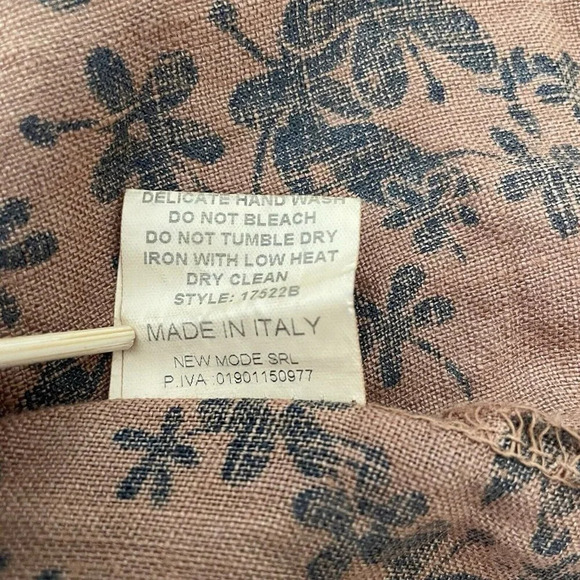 DELICATE HAND WASH
DO NOT BLEACH
DO NOT TUMBLE DRY
IRON WITH LOW HEAT
DRY CLEAN
STYLE: 17522B
MADE IN ITALY
NEW MODE SRL
P.IVA :01901150977